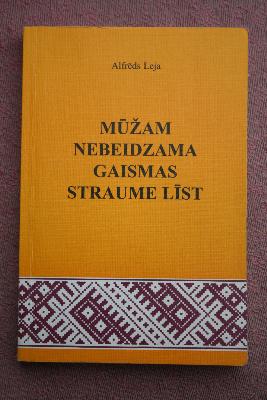 Alfrēds Leja
MŪŽAM
NEBEIDZAMA
GAISMAS
STRAUME LĪST